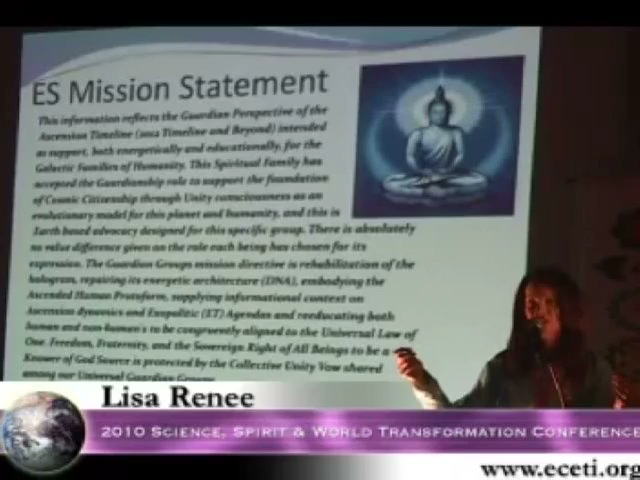 ES Mission Statement
This information reflects the Guardian Perspective of the
Ascension Timeline (2012 Timeline and Beyond) intended
as support, both energetically and educationally, for the
Galactic Families of Humanity. This Spiritual Family has
accepted the Guardianship role to support the foundation
of Cosmic Citizenship through Unity consciousness as an
evolutionary model for this planet and humanity, and this is
Earth based advocacy designed for this specific group. There is absolutely
no value difference given on the role each being has chosen for its
expression. The Guardian Groups mission directive is rehabilitation of the
hologram, repairing its energetic architecture (DNA), embodying the
Ascended Human Protoform, supplying informational context on
Ascension dynamics and Exopolitic (ET) Agendas and reeducating both
human and non-human's to be congruently aligned to the Universal Law of
One. Freedom, Fraternity, and the Sovereign Right of All Beings to be a
Knower of God Source is protected by the Collective Unity Vow shared
among our Universal Guardian Groups
Lisa Renee
2010 Science, Spirit & World Transformation Conference
www.eceti.org